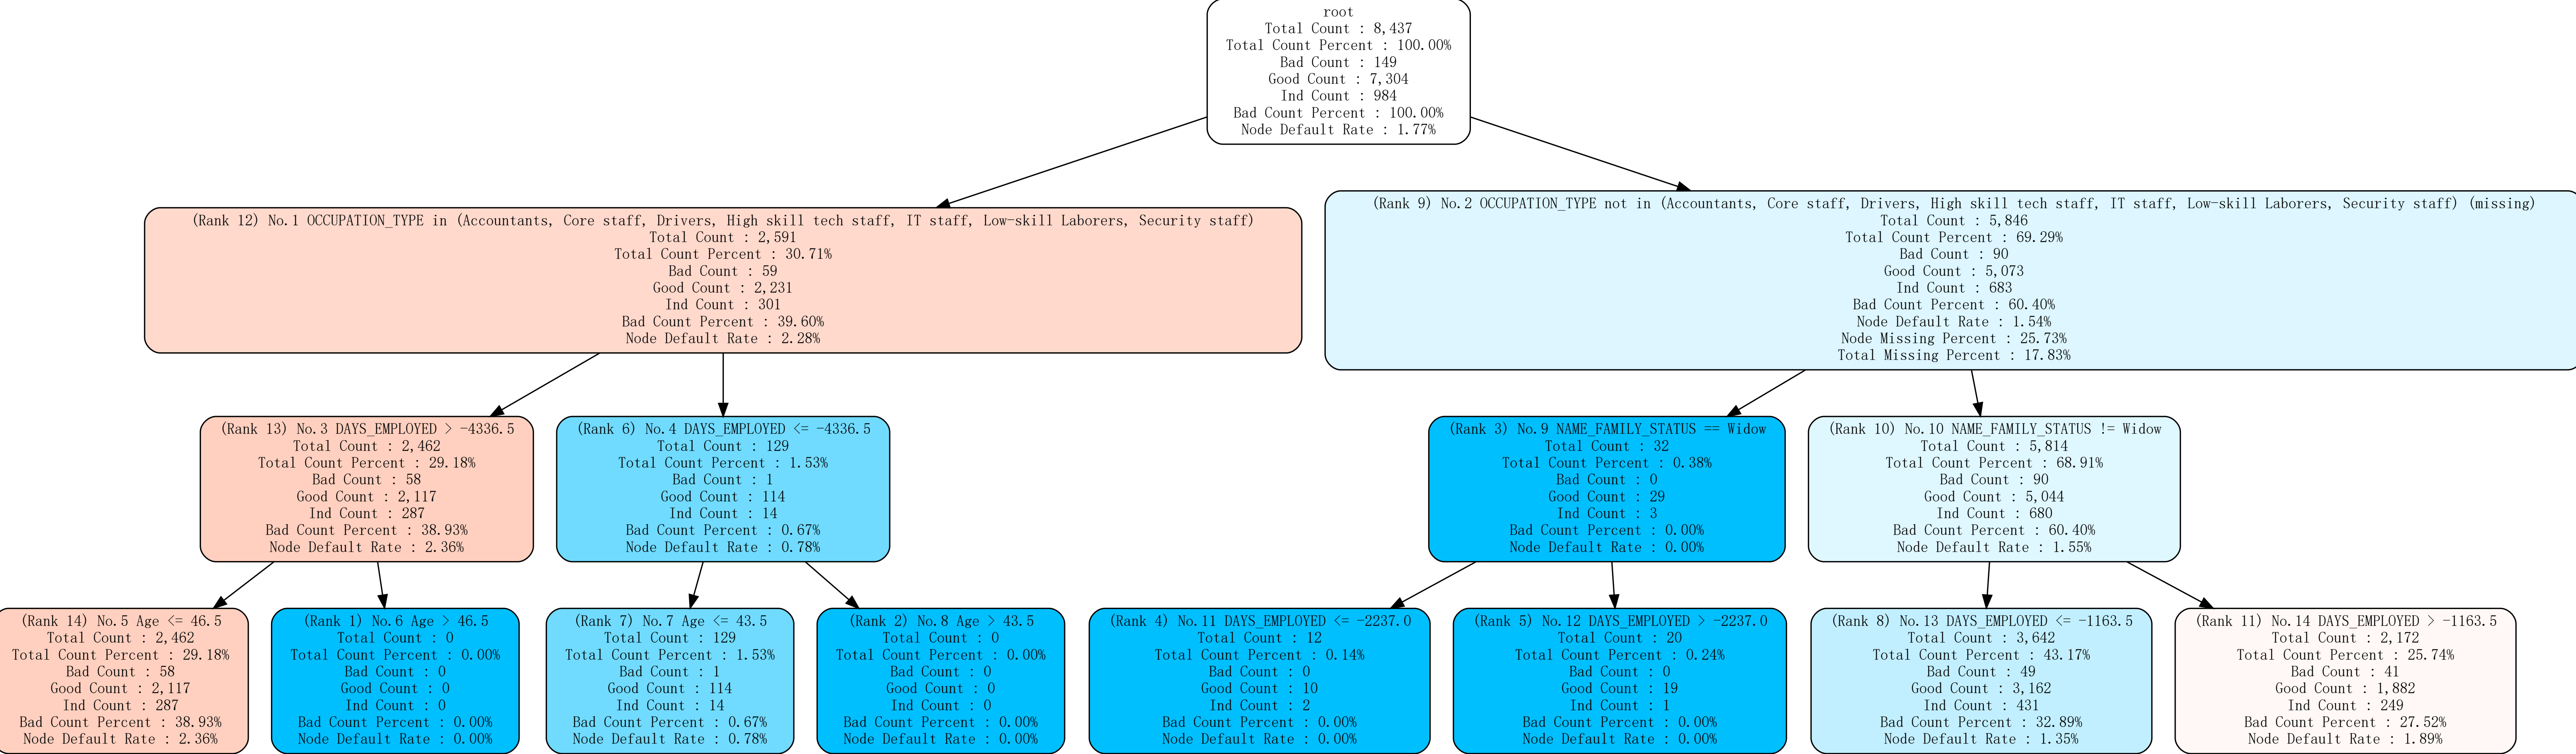 root
Total Count : 8,437
Total Count Percent : 100.00%
Bad Count : 149
Good Count : 7,304
Ind Count : 984
Bad Count Percent : 100.00%
Node Default Rate : 1.77%
(Rank 12) No.1 OCCUPATION_TYPE in (Accountants, Core staff, Drivers, High skill tech staff, IT staff, Low-skill Laborers, Security staff)
Total Count : 2,591
Total Count Percent : 30.71%
Bad Count : 59
Good Count : 2,231
Ind Count : 301
Bad Count Percent : 39.60%
Node Default Rate : 2.28%
(Rank 9) No.2 OCCUPATION_TYPE not in (Accountants, Core staff, Drivers, High skill tech staff, IT staff, Low-skill Laborers, Security staff) (missing)
Total Count : 5,846
Total Count Percent : 69.29%
Bad Count : 90
Good Count : 5,073
Ind Count : 683
Bad Count Percent : 60.40%
Node Default Rate : 1.54%
Node Missing Percent : 25.73%
Total Missing Percent : 17.83%
(Rank 13) No.3 DAYS_EMPLOYED > -4336.5
Total Count : 2,462
Total Count Percent : 29.18%
Bad Count : 58
Good Count : 2,117
Ind Count : 287
Bad Count Percent : 38.93%
Node Default Rate : 2.36%
(Rank 6) No.4 DAYS_EMPLOYED <= -4336.5
Total Count : 129
Total Count Percent : 1.53%
Bad Count : 1
Good Count : 114
Ind Count : 14
Bad Count Percent : 0.67%
Node Default Rate : 0.78%
(Rank 3) No.9 NAME_FAMILY_STATUS == Widow
Total Count : 32
Total Count Percent : 0.38%
Bad Count : 0
Good Count : 29
Ind Count : 3
Bad Count Percent : 0.00%
Node Default Rate : 0.00%
(Rank 10) No.10 NAME_FAMILY_STATUS != Widow
Total Count : 5,814
Total Count Percent : 68.91%
Bad Count : 90
Good Count : 5,044
Ind Count : 680
Bad Count Percent : 60.40%
Node Default Rate : 1.55%
(Rank 14) No.5 Age <= 46.5
Total Count : 2,462
Total Count Percent : 29.18%
Bad Count : 58
Good Count : 2,117
Ind Count : 287
Bad Count Percent : 38.93%
Node Default Rate : 2.36%
(Rank 1) No.6 Age > 46.5
Total Count : 0
Total Count Percent : 0.00%
Bad Count : 0
Good Count : 0
Ind Count : 0
Bad Count Percent : 0.00%
Node Default Rate : 0.00%
(Rank 7) No.7 Age <= 43.5
Total Count : 129
Total Count Percent : 1.53%
Bad Count : 1
Good Count : 114
Ind Count : 14
Bad Count Percent : 0.67%
Node Default Rate : 0.78%
(Rank 2) No.8 Age > 43.5
Total Count : 0
Total Count Percent : 0.00%
Bad Count : 0
Good Count : 0
Ind Count : 0
Bad Count Percent : 0.00%
Node Default Rate : 0.00%
(Rank 4) No.11 DAYS_EMPLOYED <= -2237.0
Total Count : 12
Total Count Percent : 0.14%
Bad Count : 0
Good Count : 10
Ind Count : 2
Bad Count Percent : 0.00%
Node Default Rate : 0.00%
(Rank 5) No.12 DAYS_EMPLOYED > -2237.0
Total Count : 20
Total Count Percent : 0.24%
Bad Count : 0
Good Count : 19
Ind Count : 1
Bad Count Percent : 0.00%
Node Default Rate : 0.00%
(Rank 8) No.13 DAYS_EMPLOYED <= -1163.5
Total Count : 3,642
Total Count Percent : 43.17%
Bad Count : 49
Good Count : 3,162
Ind Count : 431
Bad Count Percent : 32.89%
Node Default Rate : 1.35%
(Rank 11) No.14 DAYS_EMPLOYED > -1163.5
Total Count : 2,172
Total Count Percent : 25.74%
Bad Count : 41
Good Count : 1,882
Ind Count : 249
Bad Count Percent : 27.52%
Node Default Rate : 1.89%